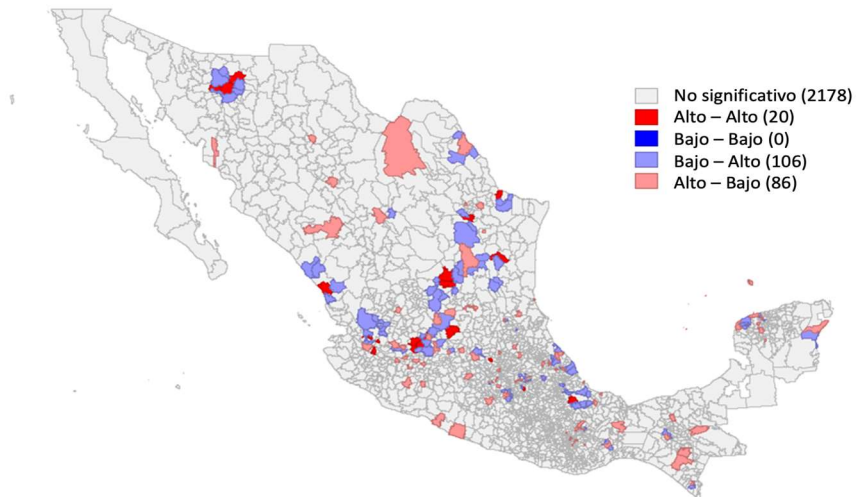 No significativo (2178)
Alto – Alto (20)
Bajo – Bajo (0)
Bajo – Alto (106)
Alto – Bajo (86)